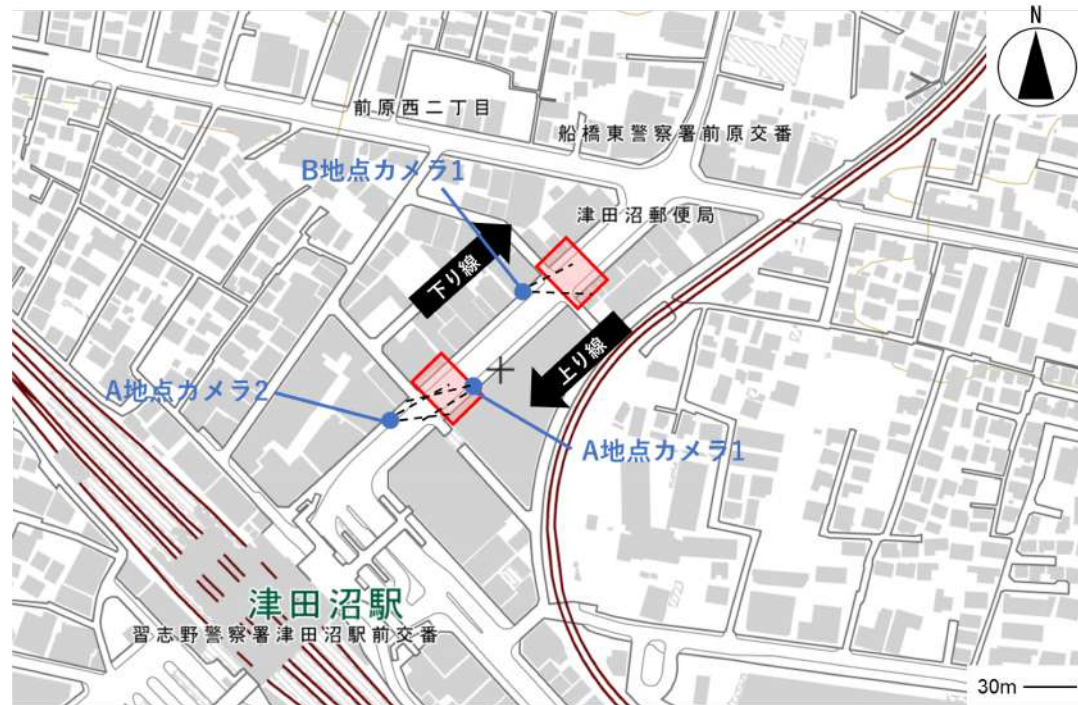 N
前原西二丁目
船橋東警察署前原交番
B地点カメラ1
津田沼郵便局
下り線
上り線
A地点カメラ2
A地点カメラ1
津田沼駅
習志野警察署津田沼駅前交番
30m